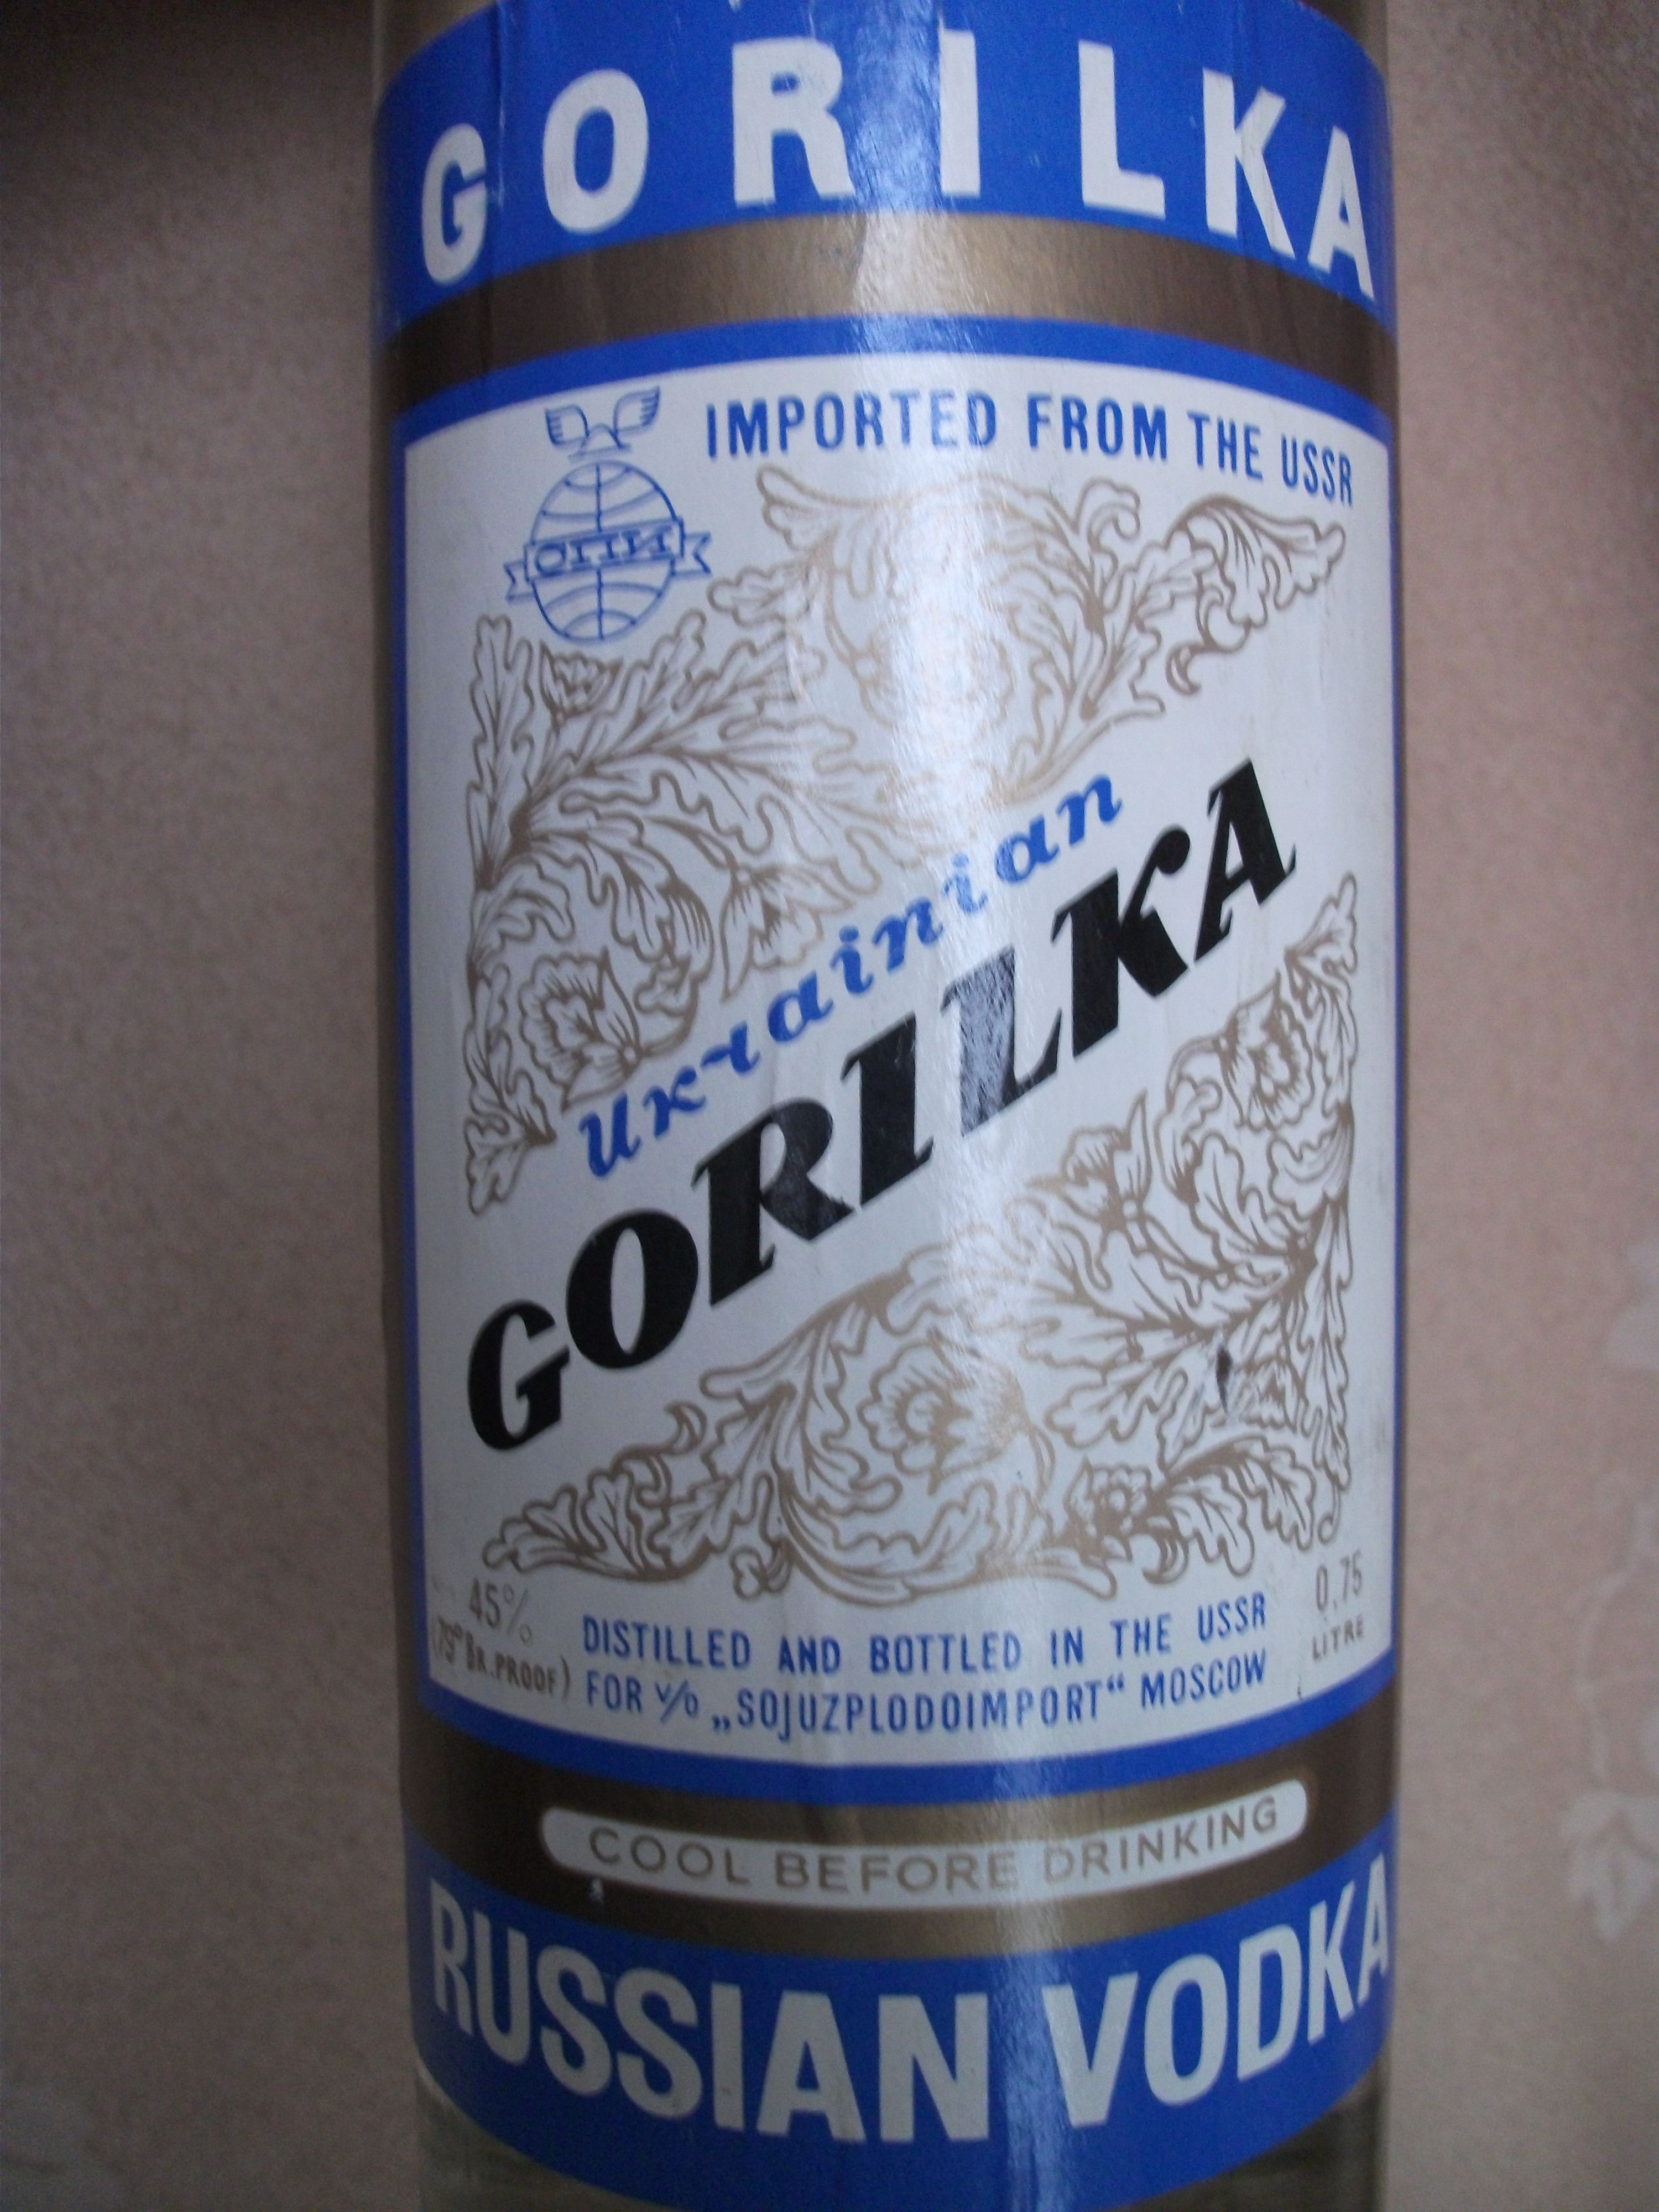 GORILKA
IMPORTED FROM THE USSR
СПИ
ukrainian
GORILKA
45%
(79° BR. PROOF)
DISTILLED AND BOTTLED IN THE USSR
FOR V/O „SOJUZPLODOIMPORT“ MOSCOW
0,75
LITRE
COOL BEFORE DRINKING
RUSSIAN VODKA